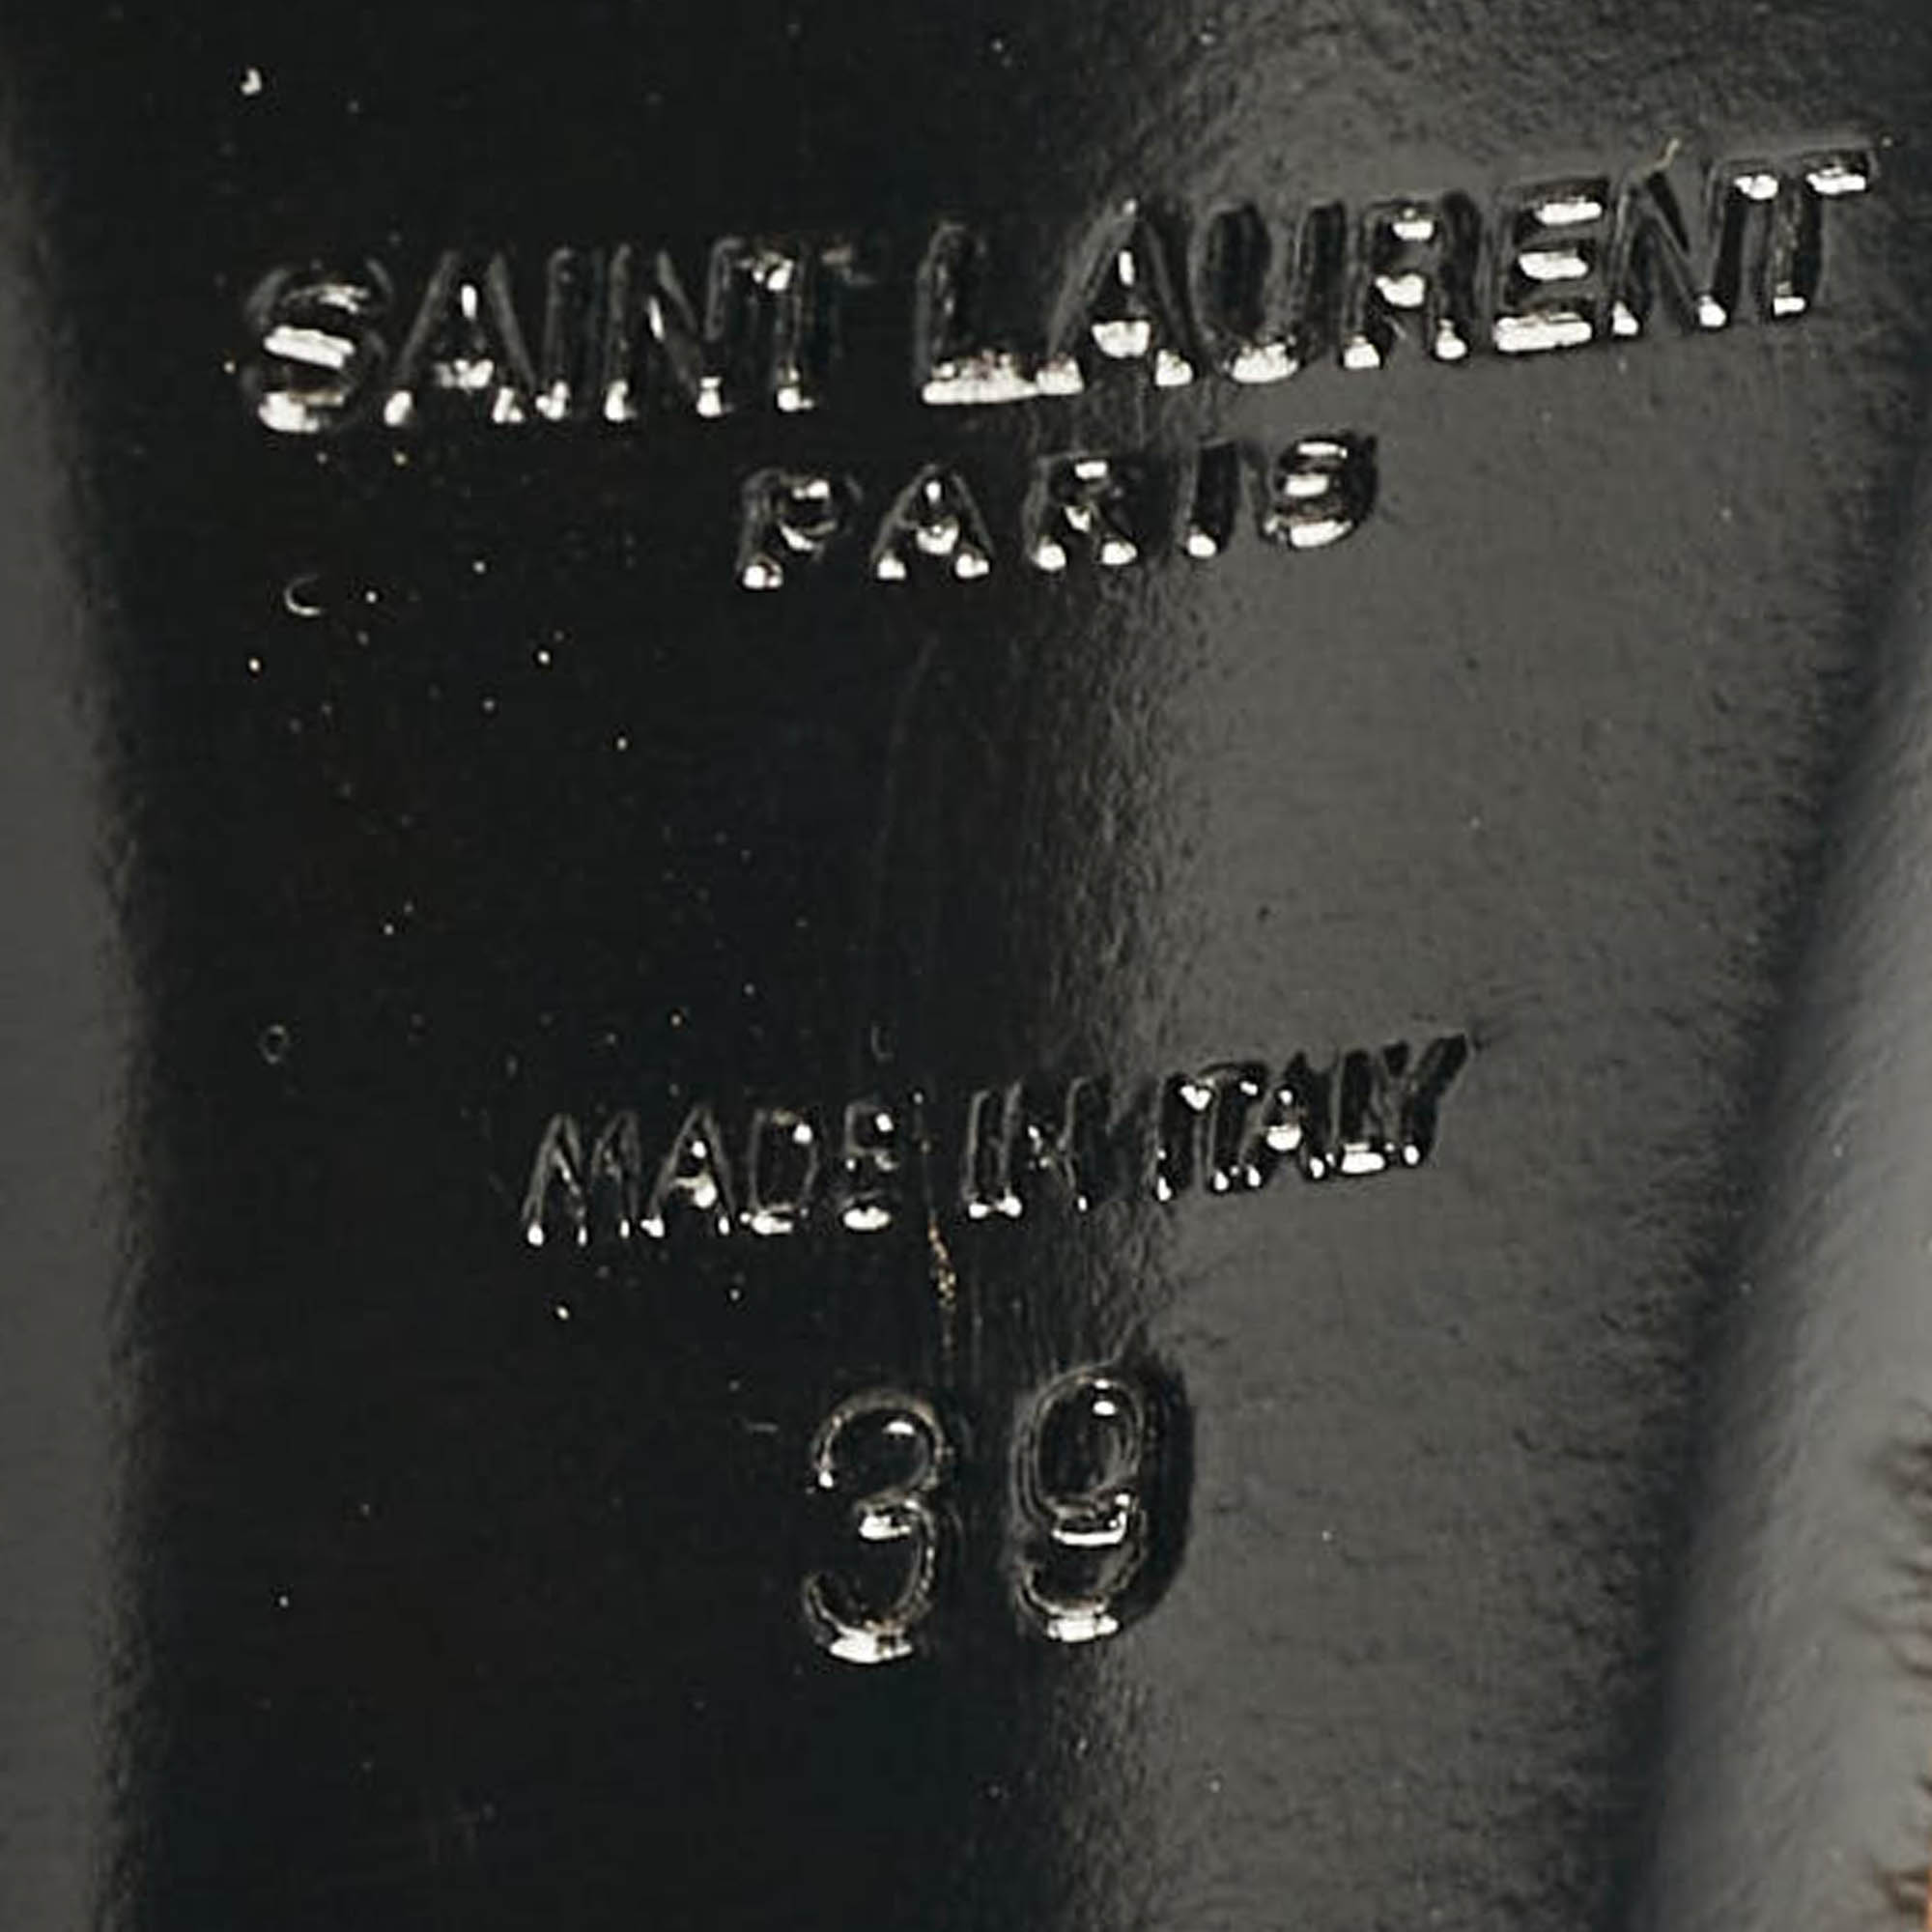 SAINT LAURENT
PARIS
MADE IN ITALY
39